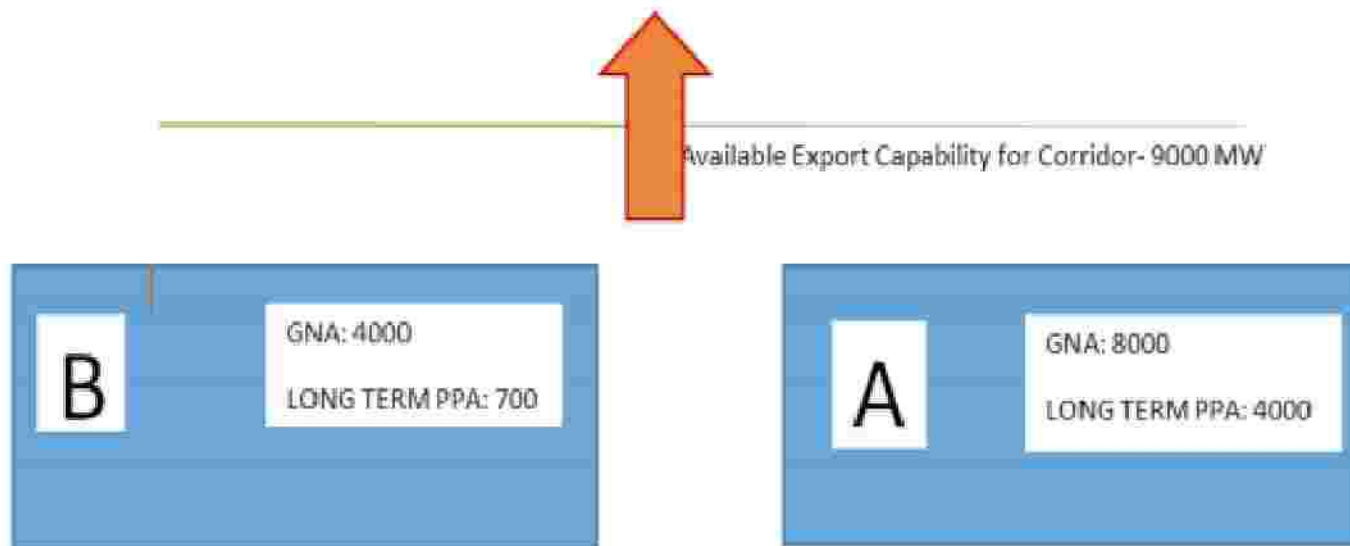 Available Export Capability for Corridor- 9000 MW
B
GNA: 4000
LONG TERM PPA: 700
A
GNA: 8000
LONG TERM PPA: 4000